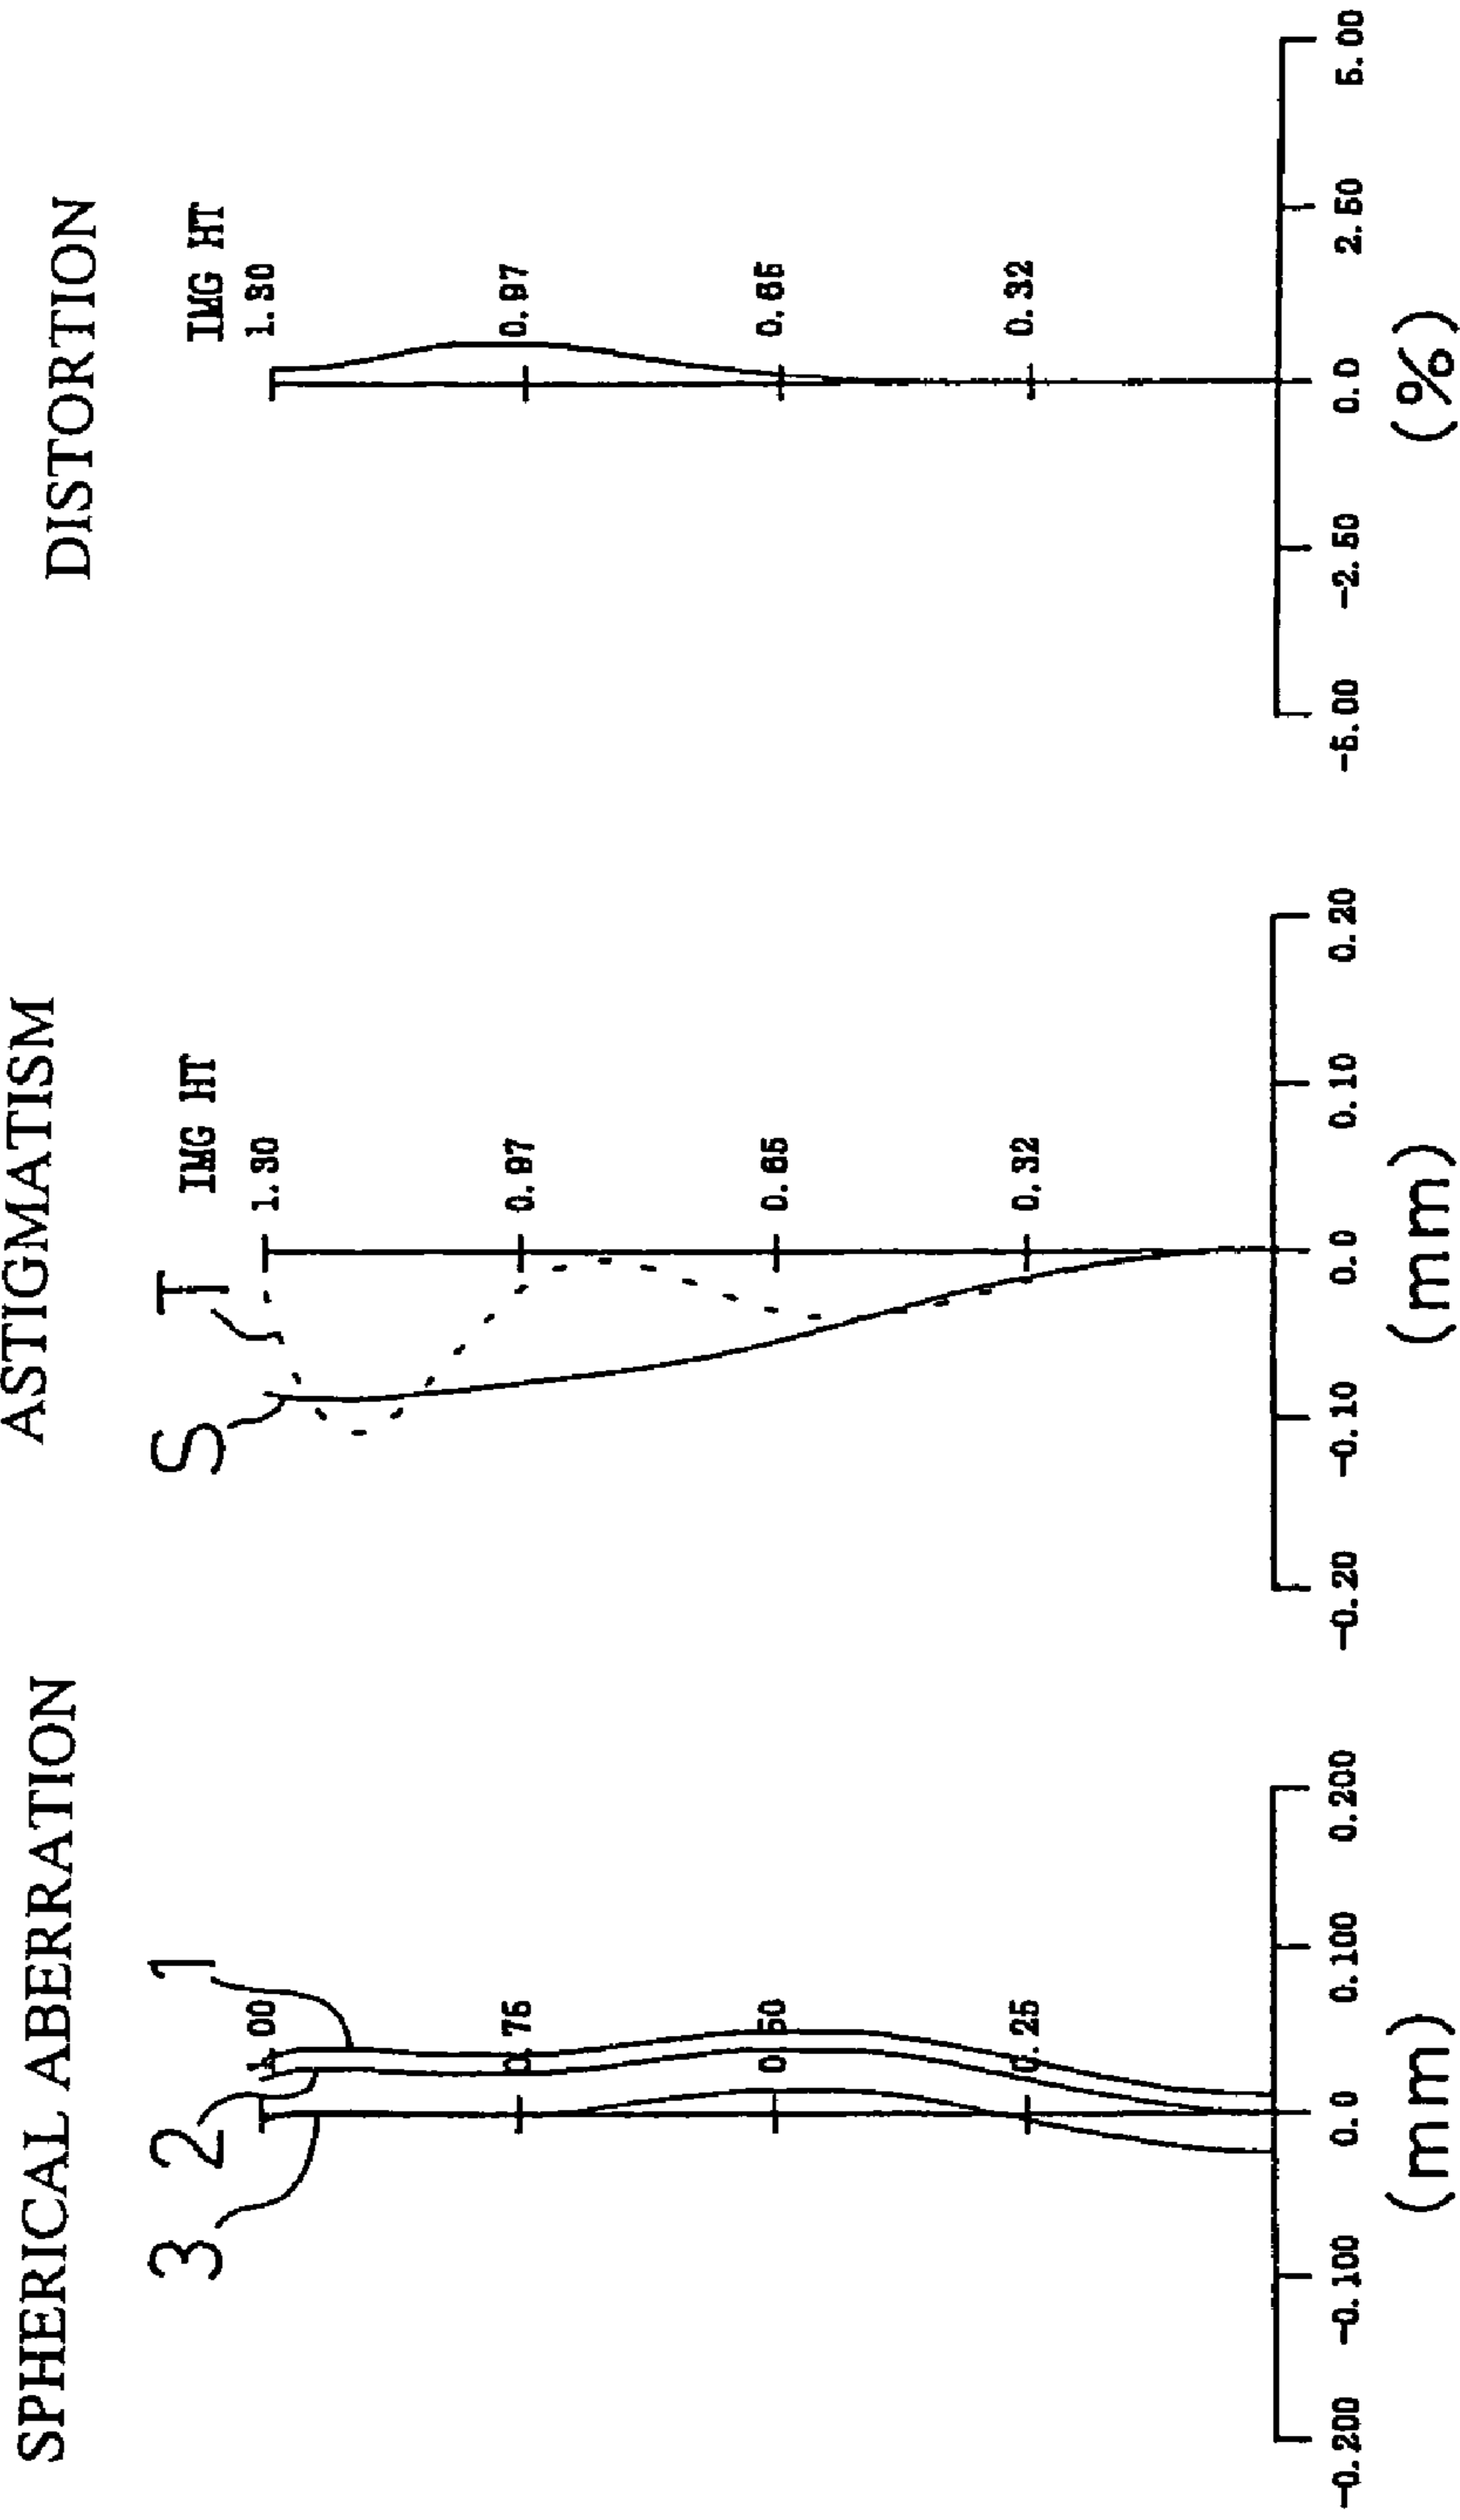 SPHERICAL ABERRATION
3 2 1
1.00
0.75
0.50
0.25
-0.200 -0.100 0.0 0.100 0.200
(mm)
ASTIGMATISM
S T
IMG HT
1.30
0.97
0.65
0.32
-0.20 -0.10 0.0 0.10 0.20
(mm)
DISTORTION
IMG HT
1.30
0.97
0.65
0.32
-5.00 -2.50 0.0 2.50 5.00
(%)